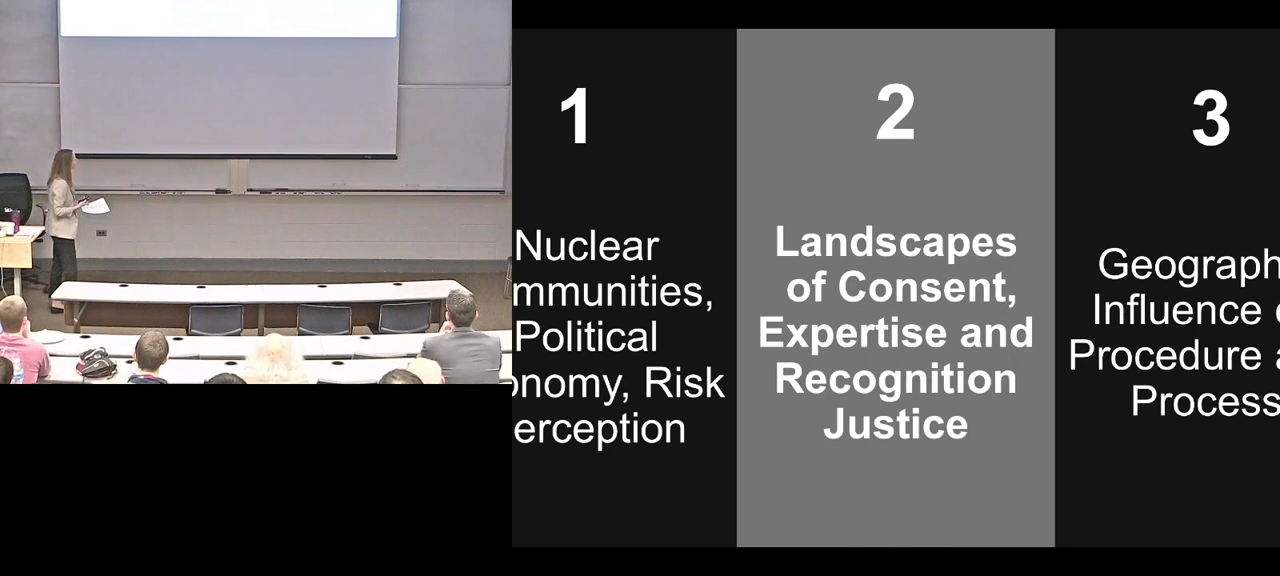 1
Nuclear
mmunities,
Political
onomy, Risk
erception
2
Landscapes
of Consent,
Expertise and
Recognition
Justice
3
Geograph
Influence
Procedure
Process